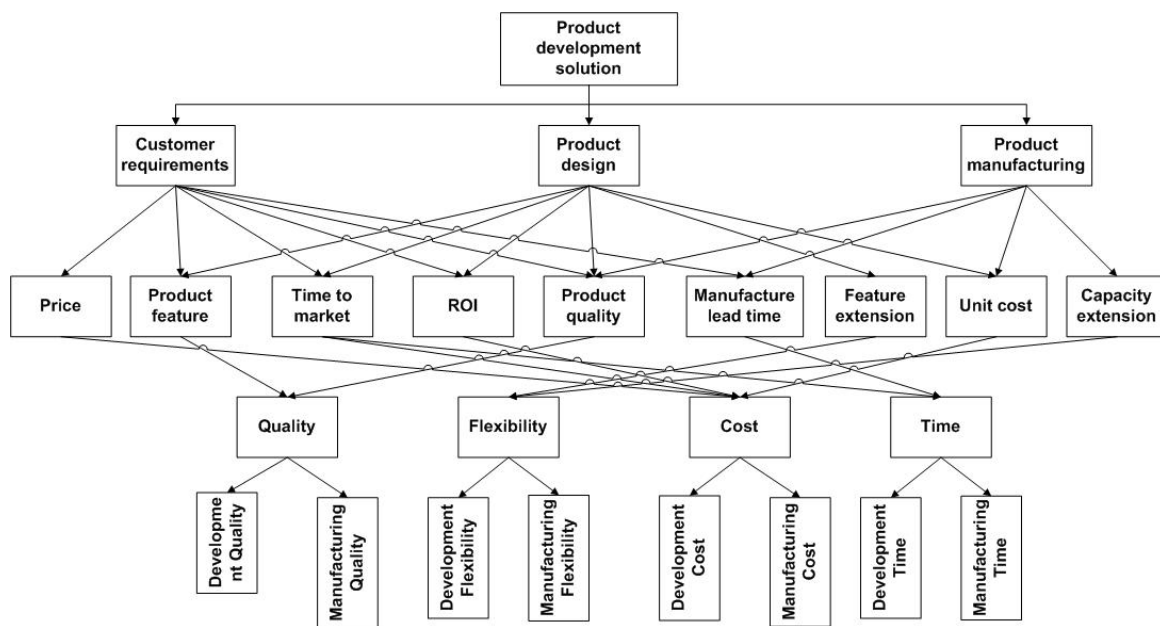 Product
development
solution
Customer
requirements
Product
design
Product
manufacturing
Price
Product
feature
Time to
market
ROI
Product
quality
Manufacture
lead time
Feature
extension
Unit cost
Capacity
extension
Quality
Flexibility
Cost
Time
Developme
nt Quality
Manufacturing
Quality
Development
Flexibility
Manufacturing
Flexibility
Development
Cost
Manufacturing
Cost
Development
Time
Manufacturing
Time